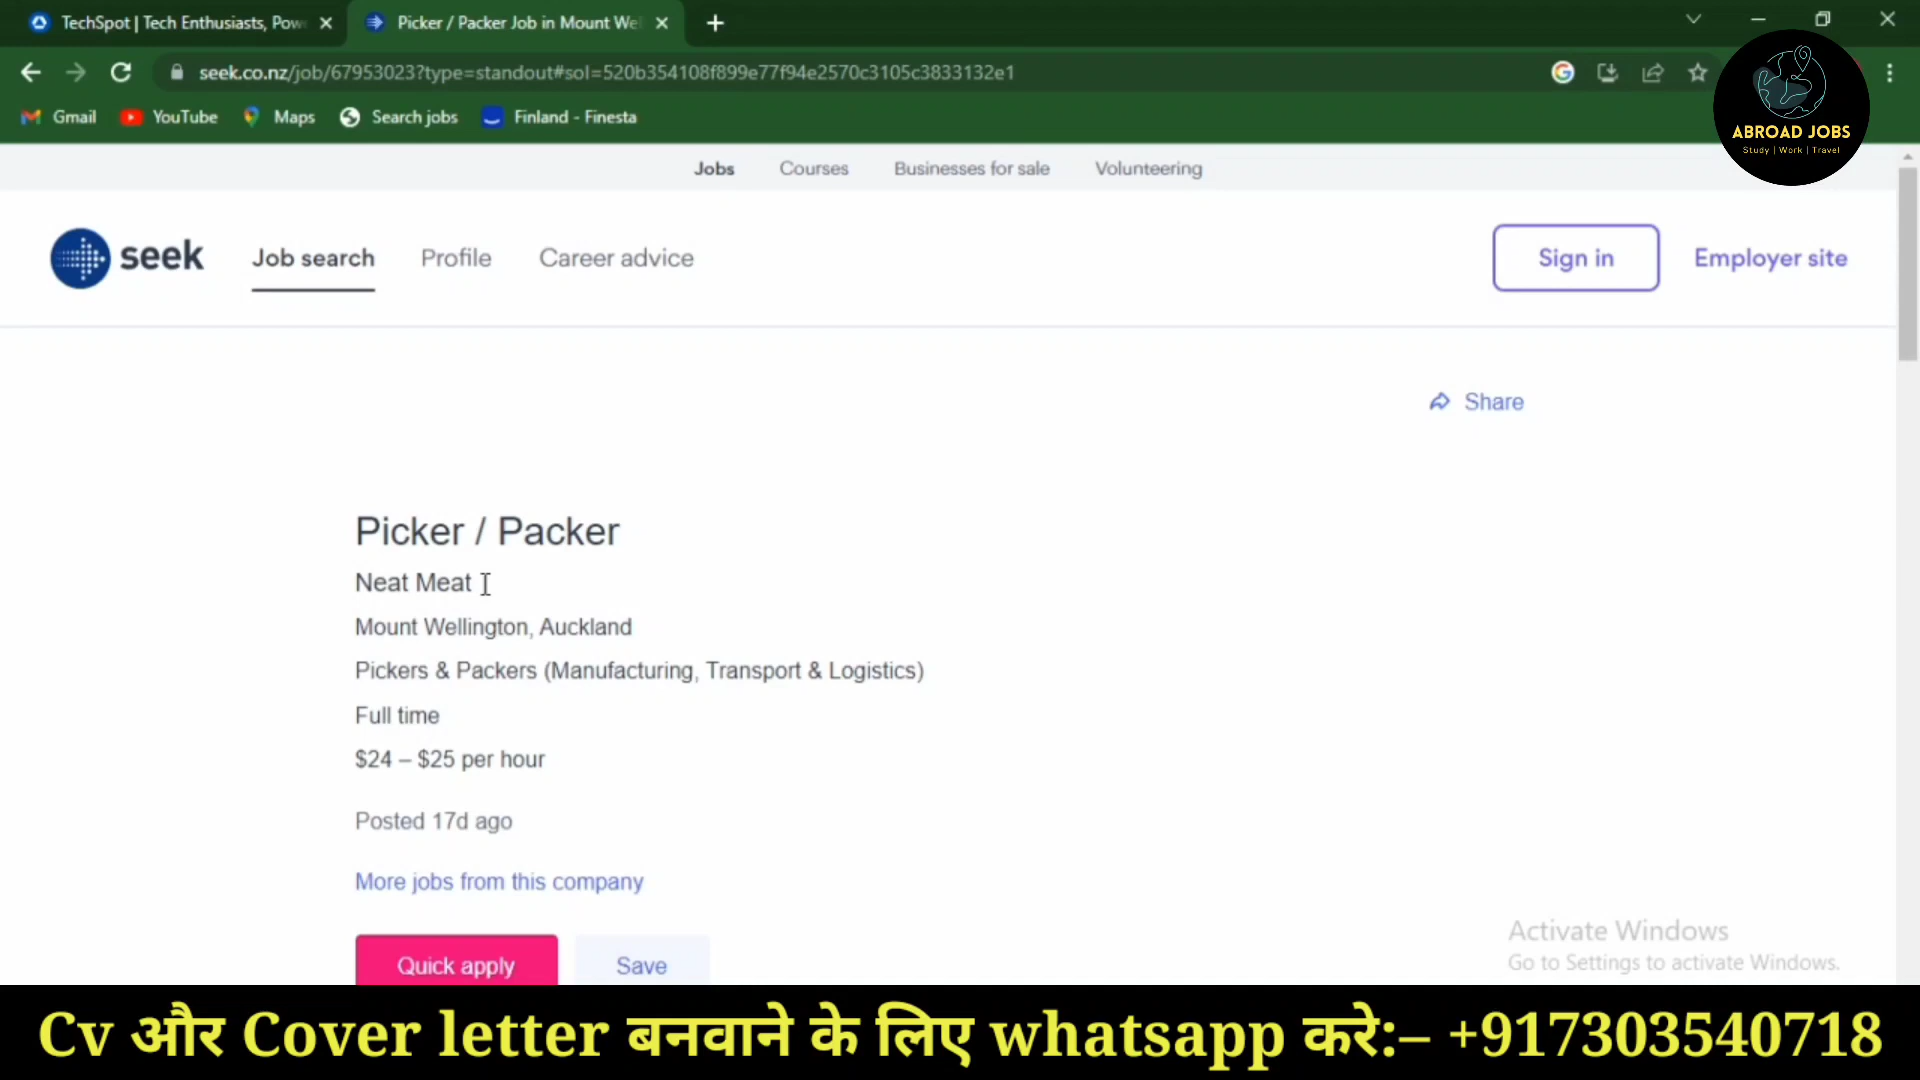 TechSpot | Tech Enthusiasts, Pow
Picker / Packer Job in Mount We
seek.co.nz/job/67953023?type=standout#sol=520b354108f899e77f94e2570c3105c3833132e1
Gmail
YouTube
Maps
Search jobs
Finland - Finesta
ABROAD JOBS
Study | Work | Travel
Jobs
Courses
Businesses for sale
Volunteering
seek
Job search
Profile
Career advice
Sign in
Employer site
Share
Picker / Packer
Neat Meat
Mount Wellington, Auckland
Pickers & Packers (Manufacturing, Transport & Logistics)
Full time
$24 – $25 per hour
Posted 17d ago
More jobs from this company
Quick apply
Save
Activate Windows
Go to Settings to activate Windows.
Cv और Cover letter बनवाने के लिए whatsapp करे:– +917303540718